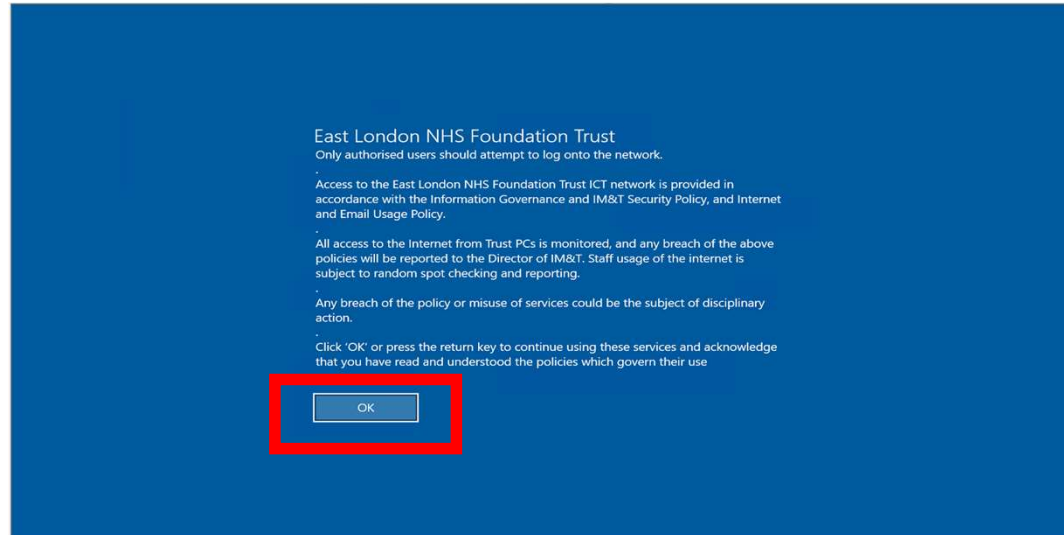 East London NHS Foundation Trust
Only authorised users should attempt to log onto the network.
.
Access to the East London NHS Foundation Trust ICT network is provided in
accordance with the Information Governance and IM&T Security Policy, and Internet
and Email Usage Policy.
.
All access to the Internet from Trust PCs is monitored, and any breach of the above
policies will be reported to the Director of IM&T. Staff usage of the internet is
subject to random spot checking and reporting.
.
Any breach of the policy or misuse of services could be the subject of disciplinary
action.
.
Click 'OK' or press the return key to continue using these services and acknowledge
that you have read and understood the policies which govern their use
OK